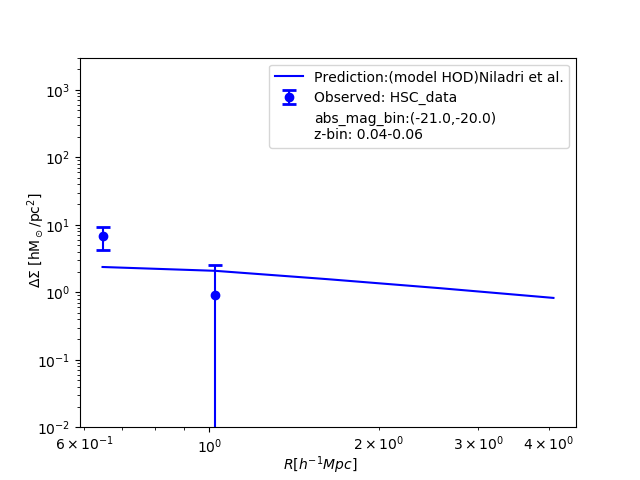 Prediction:(model HOD)Niladri et al.
Observed: HSC_data
abs_mag_bin:(-21.0,-20.0)
z-bin: 0.04-0.06
ΔΣ [hM⊙/pc²]
10³
10²
10¹
10⁰
10⁻¹
10⁻²
6 × 10⁻¹ 10⁰ 2 × 10⁰ 3 × 10⁰ 4 × 10⁰
R[h⁻¹Mpc]